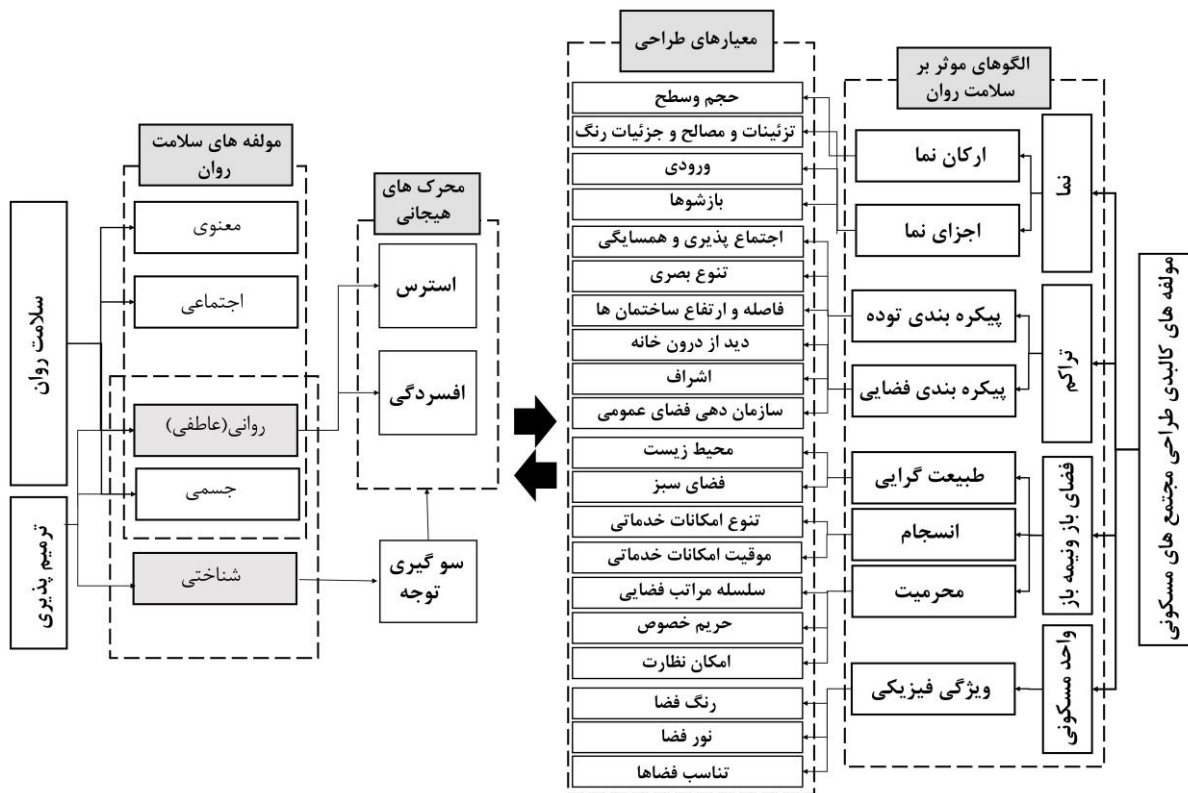 مولفه های کالبدی طراحی مجتمع های مسکونی
الگوهای موثر بر
سلامت روان
نما
ارکان نما
اجزای نما
تراکم
پیکره بندی توده
پیکره بندی فضایی
فضای باز ونیمه باز
طبیعت گرایی
انسجام
محرمیت
واحد مسکونی
ویژگی فیزیکی
معیارهای طراحی
حجم وسطح
تزئینات و مصالح و جزئیات رنگ
ورودی
بازشوها
اجتماع پذیری و همسایگی
تنوع بصری
فاصله و ارتفاع ساختمان ها
دید از درون خانه
اشراف
سازمان دهی فضای عمومی
محیط زیست
فضای سبز
تنوع امکانات خدماتی
موقیت امکانات خدماتی
سلسله مراتب فضایی
حریم خصوص
امکان نظارت
رنگ فضا
نور فضا
تناسب فضاها
محرک های
هیجانی
استرس
افسردگی
سو گیری
توجه
مولفه های سلامت
روان
معنوی
اجتماعی
روانی(عاطفی)
جسمی
شناختی
سلامت روان
ترمیم پذیری